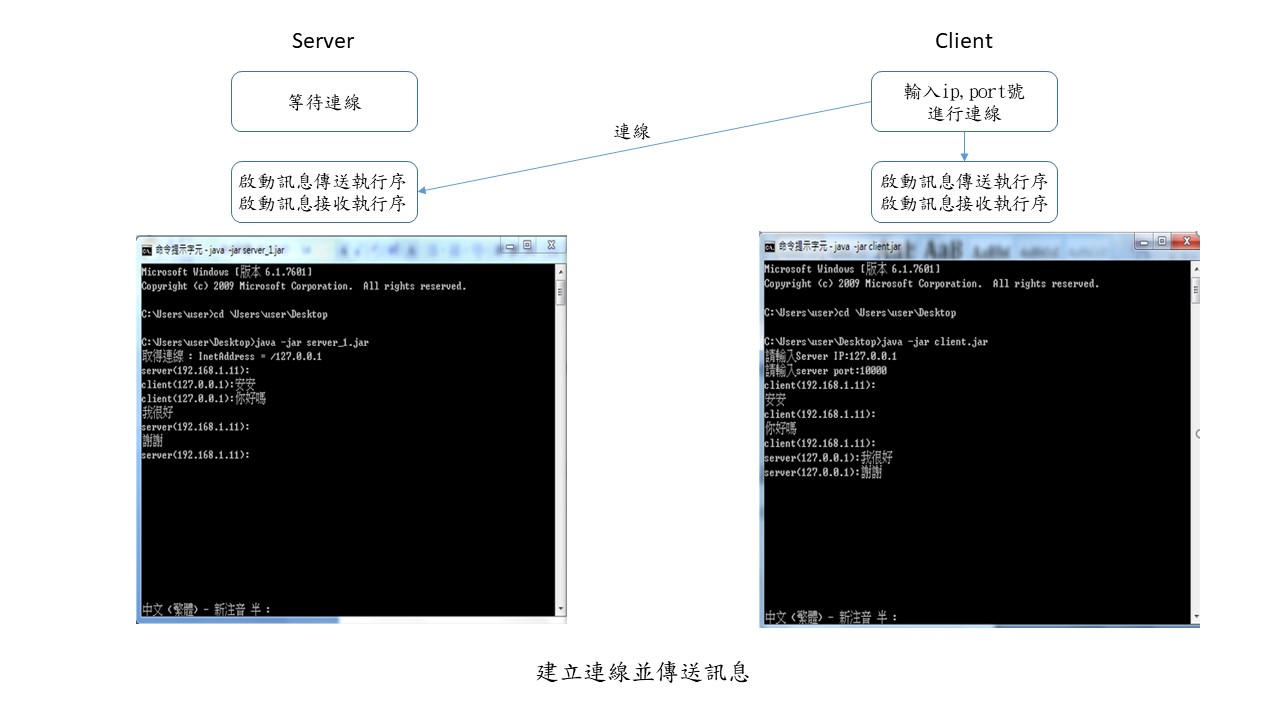 Server
等待連線
啟動訊息傳送執行序
啟動訊息接收執行序
Client
輸入ip,port號
進行連線
連線
啟動訊息傳送執行序
啟動訊息接收執行序
命令提示字元 - java -jar server_1.jar
Microsoft Windows [版本 6.1.7601]
Copyright (c) 2009 Microsoft Corporation.  All rights reserved.
C:\Users\user>cd \Users\user\Desktop
C:\Users\user\Desktop>java -jar server_1.jar
取得連線 : InetAddress = /127.0.0.1
server(192.168.1.11):
client(127.0.0.1):安安
client(127.0.0.1):你好嗎
我很好
server(192.168.1.11):
謝謝
server(192.168.1.11):
中文 (繁體) - 新注音 半 :
命令提示字元 - java -jar client.jar
Microsoft Windows [版本 6.1.7601]
Copyright (c) 2009 Microsoft Corporation.  All rights reserved.
C:\Users\user>cd \Users\user\Desktop
C:\Users\user\Desktop>java -jar client.jar
請輸入Server IP:127.0.0.1
請輸入server port:10000
client(192.168.1.11):
安安
client(192.168.1.11):
你好嗎
client(192.168.1.11):
server(127.0.0.1):我很好
server(127.0.0.1):謝謝
中文 (繁體) - 新注音 半 :
建立連線並傳送訊息